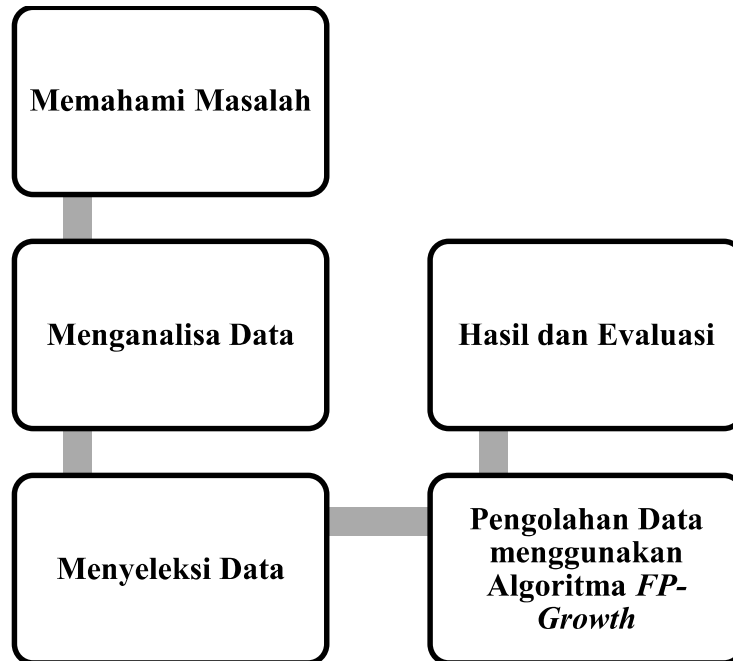 Memahami Masalah
Menganalisa Data
Menyeleksi Data
Pengolahan Data
menggunakan
Algoritma FP-
Growth
Hasil dan Evaluasi